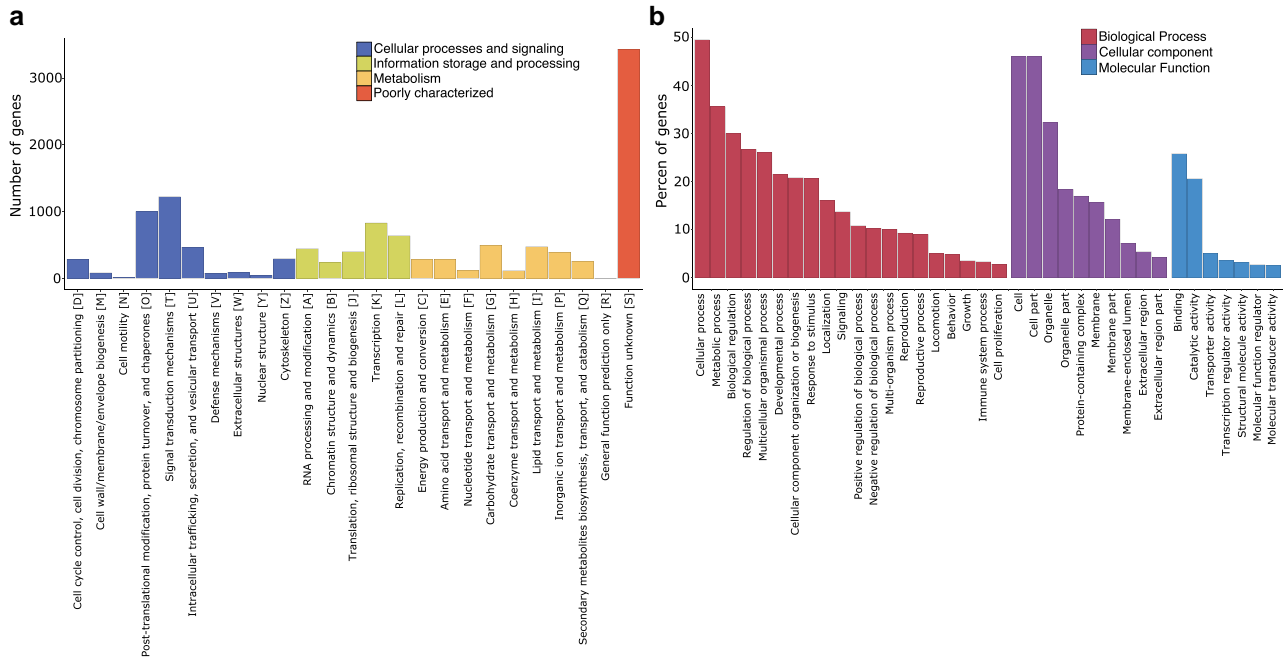 a
Number of genes
3000
2000
1000
0
Cellular processes and signaling
Information storage and processing
Metabolism
Poorly characterized
Cell cycle control, cell division, chromosome partitioning [D]
Cell wall/membrane/envelope biogenesis [M]
Cell motility [N]
Post-translational modification, protein turnover, and chaperones [O]
Signal transduction mechanisms [T]
Intracellular trafficking, secretion, and vesicular transport [U]
Defense mechanisms [V]
Extracellular structures [W]
Nuclear structure [Y]
Cytoskeleton [Z]
RNA processing and modification [A]
Chromatin structure and dynamics [B]
Translation, ribosomal structure and biogenesis [J]
Transcription [K]
Replication, recombination and repair [L]
Energy production and conversion [C]
Amino acid transport and metabolism [E]
Nucleotide transport and metabolism [F]
Carbohydrate transport and metabolism [G]
Coenzyme transport and metabolism [H]
Lipid transport and metabolism [I]
Inorganic ion transport and metabolism [P]
Secondary metabolites biosynthesis, transport, and catabolism [Q]
General function prediction only [R]
Function unknown [S]
b
Percen of genes
50
40
30
20
10
0
Biological Process
Cellular component
Molecular Function
Cellular process
Metabolic process
Biological regulation
Regulation of biological process
Multicellular organismal process
Developmental process
Cellular component organization or biogenesis
Response to stimulus
Localization
Signaling
Positive regulation of biological process
Negative regulation of biological process
Multi-organism process
Reproduction
Reproductive process
Locomotion
Behavior
Growth
Immune system process
Cell proliferation
Cell
Cell part
Organelle
Organelle part
Protein-containing complex
Membrane
Membrane part
Membrane-enclosed lumen
Extracellular region
Extracellular region part
Binding
Catalytic activity
Transporter activity
Transcription regulator activity
Structural molecule activity
Molecular function regulator
Molecular transducer activity